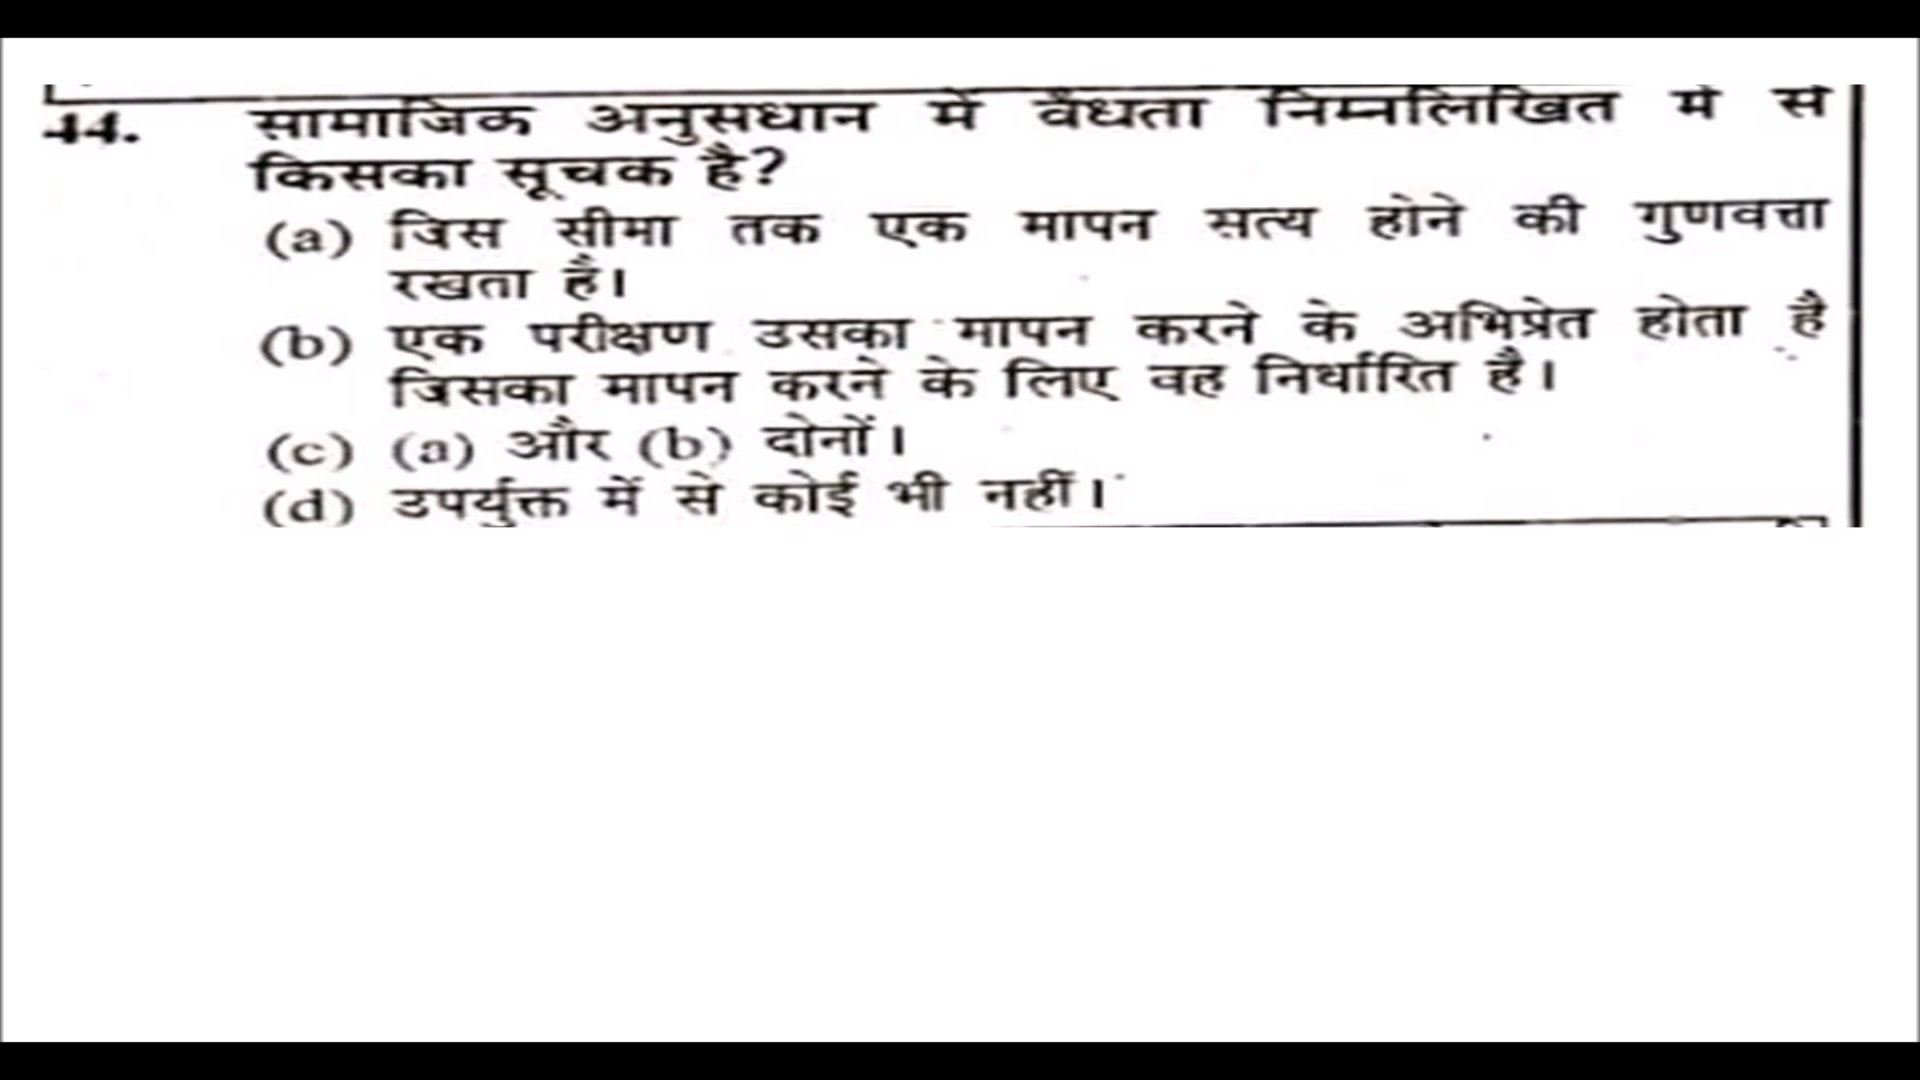 44. सामाजिक अनुसंधान में वैधता निम्नलिखित में से
किसका सूचक है?
(a) जिस सीमा तक एक मापन सत्य होने की गुणवत्ता
रखता है।
(b) एक परीक्षण उसका मापन करने के अभिप्रेत होता है
जिसका मापन करने के लिए वह निर्धारित है।
(c) (a) और (b) दोनों।
(d) उपर्युक्त में से कोई भी नहीं।